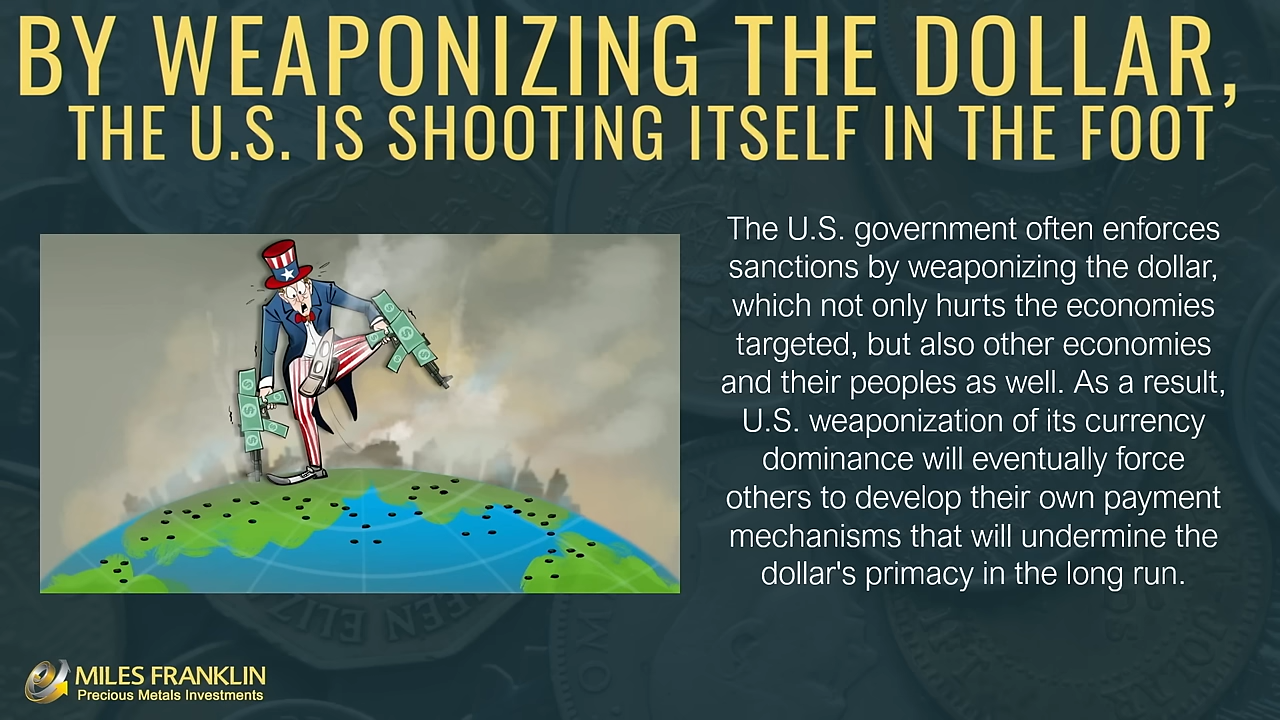 BY WEAPONIZING THE DOLLAR,
THE U.S. IS SHOOTING ITSELF IN THE FOOT
The U.S. government often enforces
sanctions by weaponizing the dollar,
which not only hurts the economies
targeted, but also other economies
and their peoples as well. As a result,
U.S. weaponization of its currency
dominance will eventually force
others to develop their own payment
mechanisms that will undermine the
dollar's primacy in the long run.
MILES FRANKLIN
Precious Metals Investments